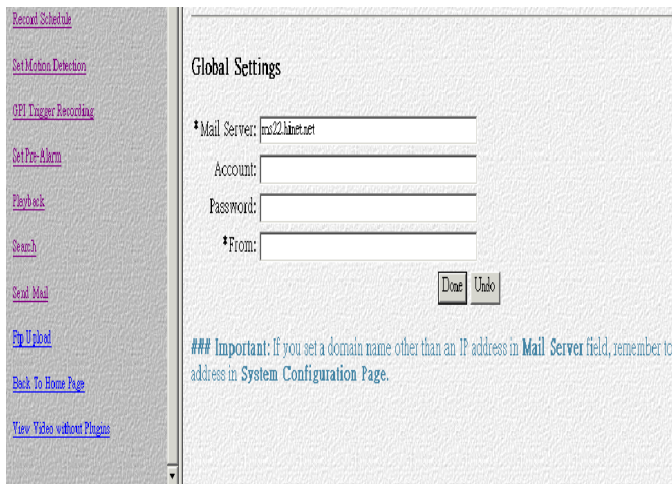 Record Schedule
Set Motion Detection
GPI Trigger Recording
Set Pre-Alarm
Playback
Search
Send Mail
Ftp Upload
Back To Home Page
View Video without Plugins
Global Settings
*Mail Server: ms22.hinet.net
Account:
Password:
*From:
Done Undo
### Important: If you set a domain name other than an IP address in Mail Server field, remember to
address in System Configuration Page.